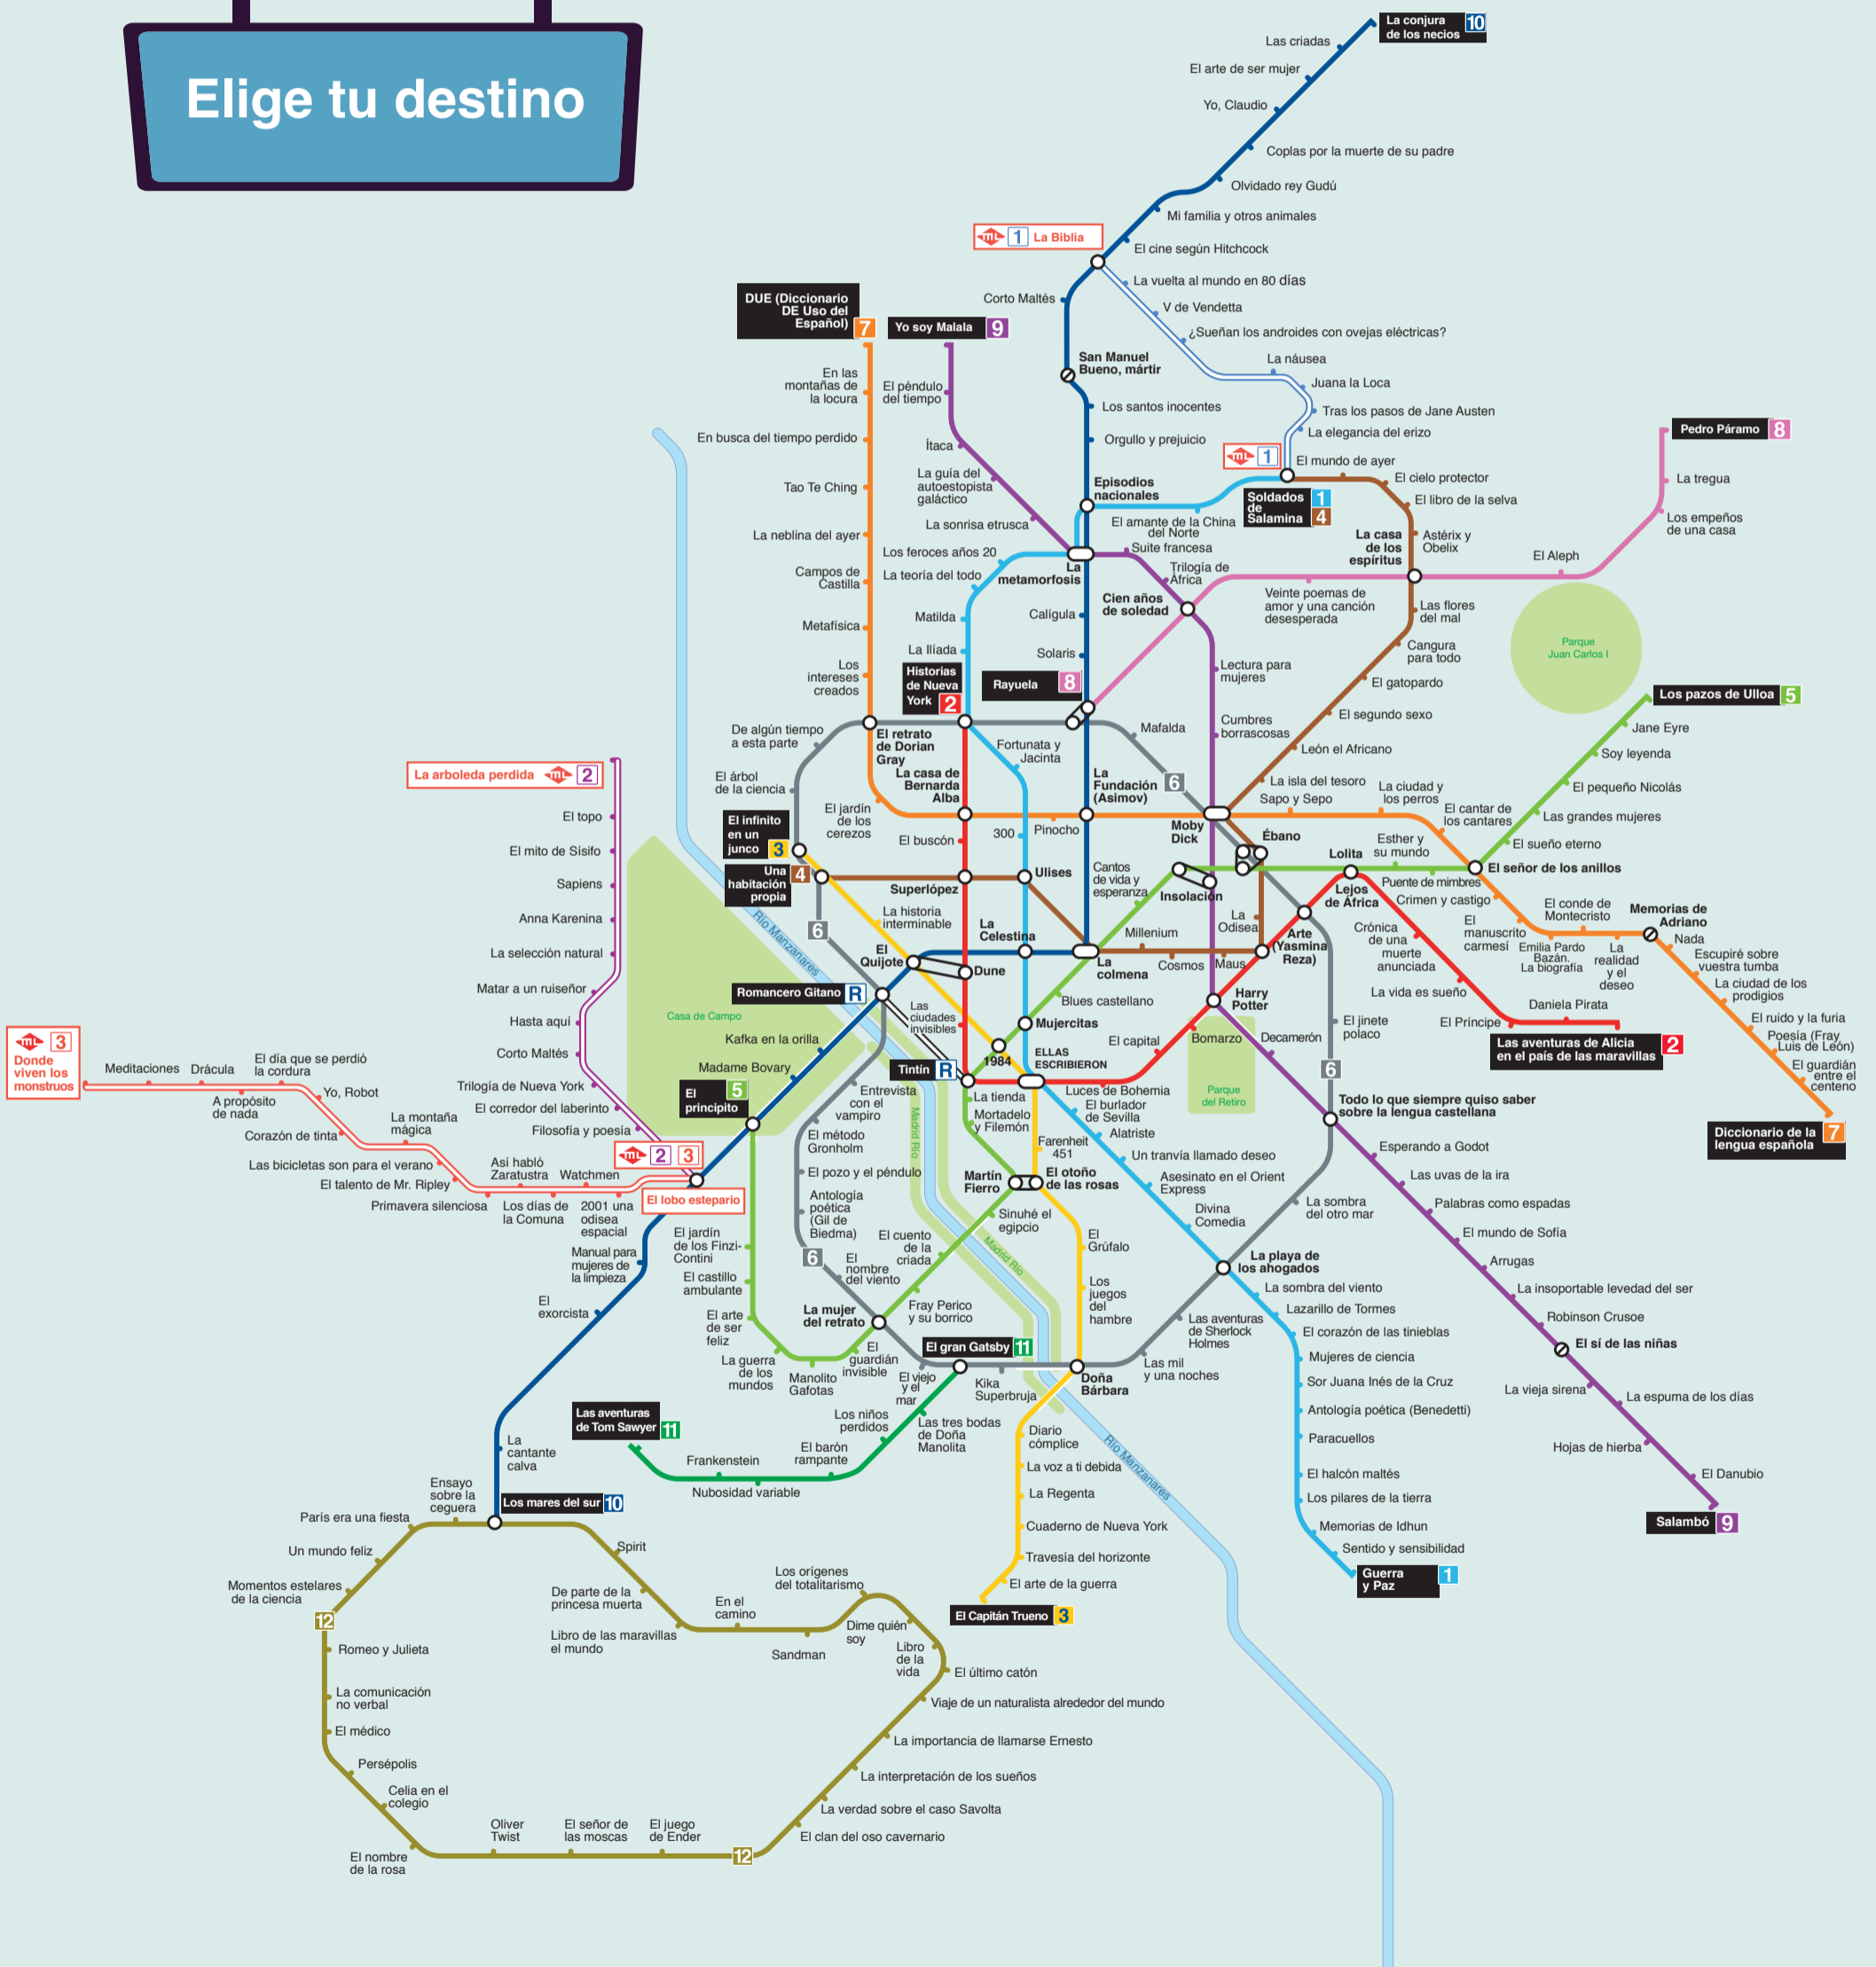 Elige tu destino
La conjura
de los necios 10
Las criadas
El arte de ser mujer
Yo, Claudio
Coplas por la muerte de su padre
Olvidado rey Gudú
Mi familia y otros animales
El cine según Hitchcock
mL 1 La Biblia
La vuelta al mundo en 80 días
V de Vendetta
¿Sueñan los androides con ovejas eléctricas?
La náusea
Juana la Loca
Tras los pasos de Jane Austen
La elegancia del erizo
mL 1
Corto Maltés
San Manuel
Bueno, mártir
Los santos inocentes
Orgullo y prejuicio
Episodios
nacionales
DUE (Diccionario
DE Uso del
Español) 7
En las
montañas de
la locura
En busca del tiempo perdido
Tao Te Ching
La neblina del ayer
Campos de
Castilla
Metafísica
Los
intereses
creados
Yo soy Malala 9
El péndulo
del tiempo
Ítaca
La guía del
autoestopista
galáctico
La sonrisa etrusca
Los feroces años 20
La teoría del todo
Matilda
La Ilíada
Historias
de Nueva
York 2
La
metamorfosis
Calígula
Solaris
Rayuela 8
El amante de la China
del Norte
Suite francesa
Trilogía de
África
Cien años
de soledad
Soldados
de
Salamina 1
4
El mundo de ayer
El cielo protector
El libro de la selva
Astérix y
Obelix
La casa
de los
espíritus
Pedro Páramo 8
La tregua
Los empeños
de una casa
El Aleph
Veinte poemas de
amor y una canción
desesperada
Las flores
del mal
Cangura
para todo
El gatopardo
El segundo sexo
León el Africano
La isla del tesoro
Parque
Juan Carlos I
Lectura para
mujeres
Cumbres
borrascosas
Mafalda
6
Los pazos de Ulloa 5
Jane Eyre
Soy leyenda
El pequeño Nicolás
Las grandes mujeres
El sueño eterno
El señor de los anillos
De algún tiempo
a esta parte
El árbol
de la ciencia
El retrato
de Dorian
Gray
La casa de
Bernarda
Alba
Fortunata y
Jacinta
La
Fundación
(Asimov)
El jardín
de los
cerezos
El buscón
300
Pinocho
Moby
Dick
Ébano
Sapo y Sepo
La ciudad y
los perros
El cantar de
los cantares
Esther y
su mundo
Lolita
Puente de mimbres
Lejos
de África
Crimen y castigo
El infinito
en un
junco 3
Una
habitación
propia 4
Superlópez
Ulises
Cantos
de vida y
esperanza
Insolación
La
Odisea
Arte
(Yasmina
Reza)
La historia
interminable
6
La
Celestina
El
Quijote
Dune
La
colmena
Millenium
Cosmos
Maus
Harry
Potter
Crónica
de una
muerte
anunciada
La vida es sueño
El Príncipe
Daniela Pirata
Las aventuras de Alicia
en el país de las maravillas 2
El
manuscrito
carmesí
El conde de
Montecristo
Emilia Pardo
Bazán.
La biografía
La
realidad
y el
deseo
Memorias de
Adriano
Nada
Escupiré sobre
vuestra tumba
La ciudad de los
prodigios
El ruido y la furia
Poesía (Fray
Luis de León)
El guardián
entre el
centeno
Diccionario de la
lengua española 7
La arboleda perdida mL 2
El topo
El mito de Sísifo
Sapiens
Anna Karenina
La selección natural
Matar a un ruiseñor
Hasta aquí
Corto Maltés
Trilogía de Nueva York
El corredor del laberinto
Filosofía y poesía
mL 2 3
El lobo estepario
mL 3
Donde
viven los
monstruos
Meditaciones
Drácula
El día que se perdió
la cordura
A propósito
de nada
Yo, Robot
Corazón de tinta
La montaña
mágica
Las bicicletas son para el verano
El talento de Mr. Ripley
Primavera silenciosa
Así habló
Zaratustra
Los días de
la Comuna
Watchmen
2001 una
odisea
espacial
Casa de Campo
Río Manzanares
Romancero Gitano R
Kafka en la orilla
Madame Bovary
El
principito 5
Las
ciudades
invisibles
Tintín R
1984
Mujercitas
Blues castellano
ELLAS
ESCRIBIERON
El capital
Bomarzo
Parque
del Retiro
Decamerón
El jinete
polaco
6
Luces de Bohemia
El burlador
de Sevilla
Alatriste
Un tranvía llamado deseo
Asesinato en el Orient
Express
Divina
Comedia
La playa de
los ahogados
La sombra
del otro mar
La sombra del viento
Lazarillo de Tormes
El corazón de las tinieblas
Mujeres de ciencia
Sor Juana Inés de la Cruz
Antología poética (Benedetti)
Paracuellos
El halcón maltés
Los pilares de la tierra
Memorias de Idhun
Sentido y sensibilidad
Guerra
y Paz 1
Todo lo que siempre quiso saber
sobre la lengua castellana
Esperando a Godot
Las uvas de la ira
Palabras como espadas
El mundo de Sofía
Arrugas
La insoportable levedad del ser
Robinson Crusoe
El sí de las niñas
La vieja sirena
La espuma de los días
Hojas de hierba
El Danubio
Salambó 9
Entrevista
con el
vampiro
El método
Gronholm
El pozo y el péndulo
Antología
poética
(Gil de
Biedma)
6
El
nombre
del viento
La mujer
del retrato
La tienda
Mortadelo
y Filemón
Madrid Río
Farenheit
451
Martín
Fierro
El otoño
de las rosas
Sinuhé el
egipcio
Madrid Río
El cuento
de la
criada
Fray Perico
y su borrico
El
guardián
invisible
Manolito
Gafotas
La guerra
de los
mundos
El arte
de ser
feliz
El castillo
ambulante
El jardín
de los Finzi-
Contini
El
Grúfalo
Los
juegos
del
hambre
Las aventuras
de Sherlock
Holmes
Las mil
y una noches
Doña
Bárbara
El gran Gatsby 11
El viejo
y el
mar
Kika
Superbruja
Las tres bodas
de Doña
Manolita
Los niños
perdidos
El barón
rampante
Nubosidad variable
Frankenstein
Las aventuras
de Tom Sawyer 11
Manual para
mujeres de
la limpieza
El
exorcista
La
cantante
calva
Los mares del sur 10
Diario
cómplice
La voz a ti debida
La Regenta
Cuaderno de Nueva York
Travesía del horizonte
El arte de la guerra
El Capitán Trueno 3
Río Manzanares
Ensayo
sobre la
ceguera
París era una fiesta
Un mundo feliz
Momentos estelares
de la ciencia
12
Romeo y Julieta
La comunicación
no verbal
El médico
Persépolis
Celia en el
colegio
El nombre
de la rosa
Oliver
Twist
El señor de
las moscas
El juego
de Ender
12
El clan del oso cavernario
La verdad sobre el caso Savolta
La interpretación de los sueños
La importancia de llamarse Ernesto
Viaje de un naturalista alrededor del mundo
El último catón
Libro
de la
vida
Dime quién
soy
Los orígenes
del totalitarismo
Sandman
En el
camino
Libro de las maravillas
el mundo
De parte de la
princesa muerta
Spirit